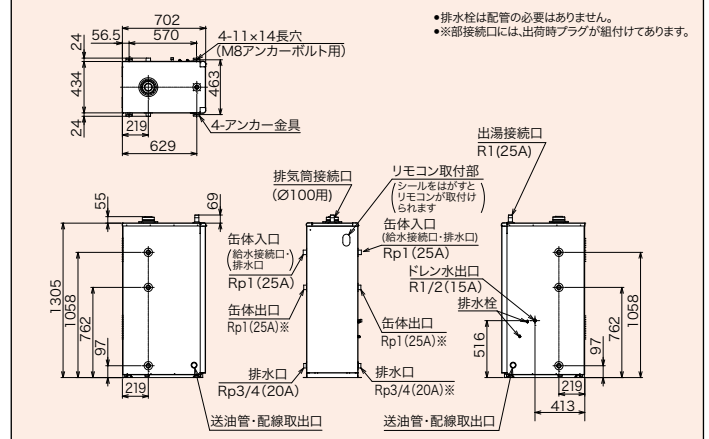 702
56.5
570
4-11×14長穴
(M8アンカーボルト用)
24
434
24
463
219
4-アンカー金具
629
●排水栓は配管の必要はありません。
●※部接続口には、出荷時プラグが組付けてあります。
出湯接続口
R1(25A)
排気筒接続口
(Ø100用)
リモコン取付部
(シールをはがすと
リモコンが取付け
られます)
55
69
缶体入口
(給水接続口・
排水口)
Rp1(25A)
缶体入口
(給水接続口・排水口)
Rp1(25A)
ドレン水出口
R1/2(15A)
排水栓
缶体出口
Rp1(25A)※
缶体出口
Rp1(25A)※
1305
1058
762
97
516
97
762
1058
排水口
Rp3/4(20A)
排水口
Rp3/4(20A)※
219
219
413
送油管・配線取出口
送油管・配線取出口